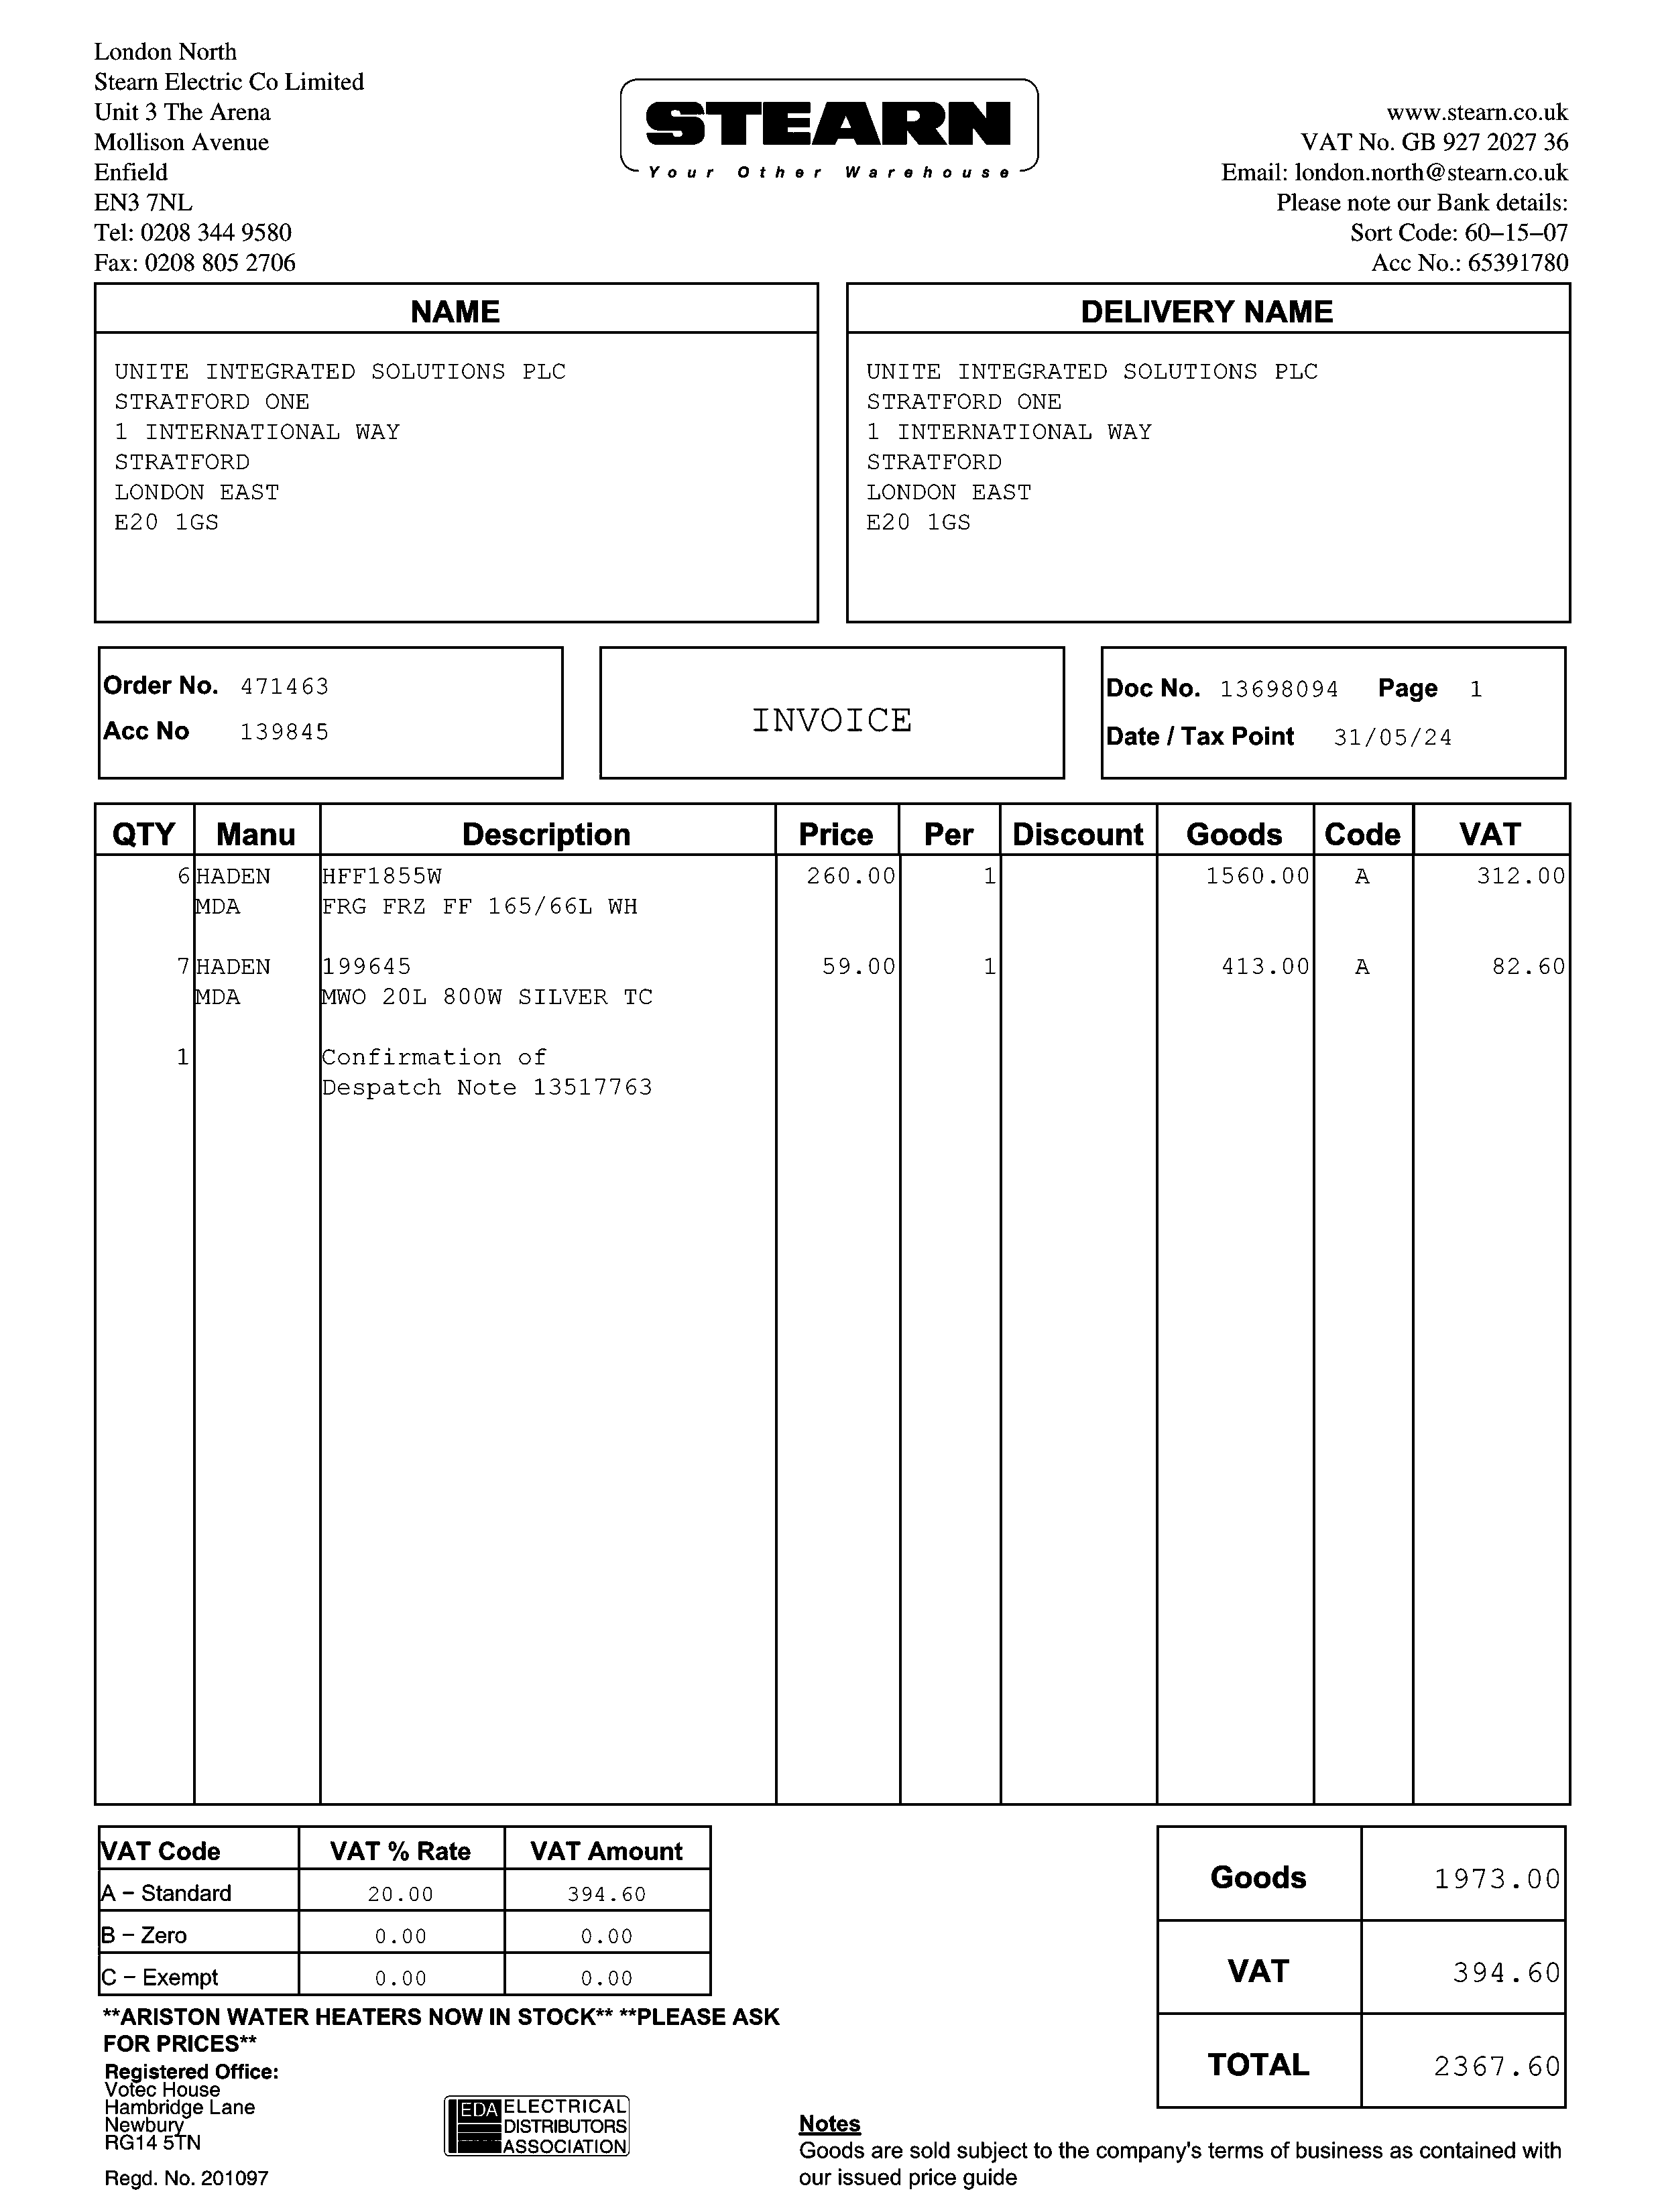 London North
Stearn Electric Co Limited
Unit 3 The Arena
Mollison Avenue
Enfield
EN3 7NL
Tel: 0208 344 9580
Fax: 0208 805 2706
STEARN
Your Other Warehouse
www.stearn.co.uk
VAT No. GB 927 2027 36
Email: london.north@stearn.co.uk
Please note our Bank details:
Sort Code: 60–15–07
Acc No.: 65391780
NAME
UNITE INTEGRATED SOLUTIONS PLC
STRATFORD ONE
1 INTERNATIONAL WAY
STRATFORD
LONDON EAST
E20 1GS
DELIVERY NAME
UNITE INTEGRATED SOLUTIONS PLC
STRATFORD ONE
1 INTERNATIONAL WAY
STRATFORD
LONDON EAST
E20 1GS
Order No. 471463
Acc No 139845
INVOICE
Doc No. 13698094 Page 1
Date / Tax Point 31/05/24
QTY Manu Description Price Per Discount Goods Code VAT
6 HADEN HFF1855W 260.00 1 1560.00 A 312.00
MDA FRG FRZ FF 165/66L WH
7 HADEN 199645 59.00 1 413.00 A 82.60
MDA MWO 20L 800W SILVER TC
1 Confirmation of
Despatch Note 13517763
VAT Code VAT % Rate VAT Amount
A – Standard 20.00 394.60
B – Zero 0.00 0.00
C – Exempt 0.00 0.00
Goods 1973.00
VAT 394.60
TOTAL 2367.60
**ARISTON WATER HEATERS NOW IN STOCK** **PLEASE ASK
FOR PRICES**
Registered Office:
Votec House
Hambridge Lane
Newbury
RG14 5TN
Regd. No. 201097
EDA ELECTRICAL
DISTRIBUTORS
ASSOCIATION
Notes
Goods are sold subject to the company's terms of business as contained with
our issued price guide